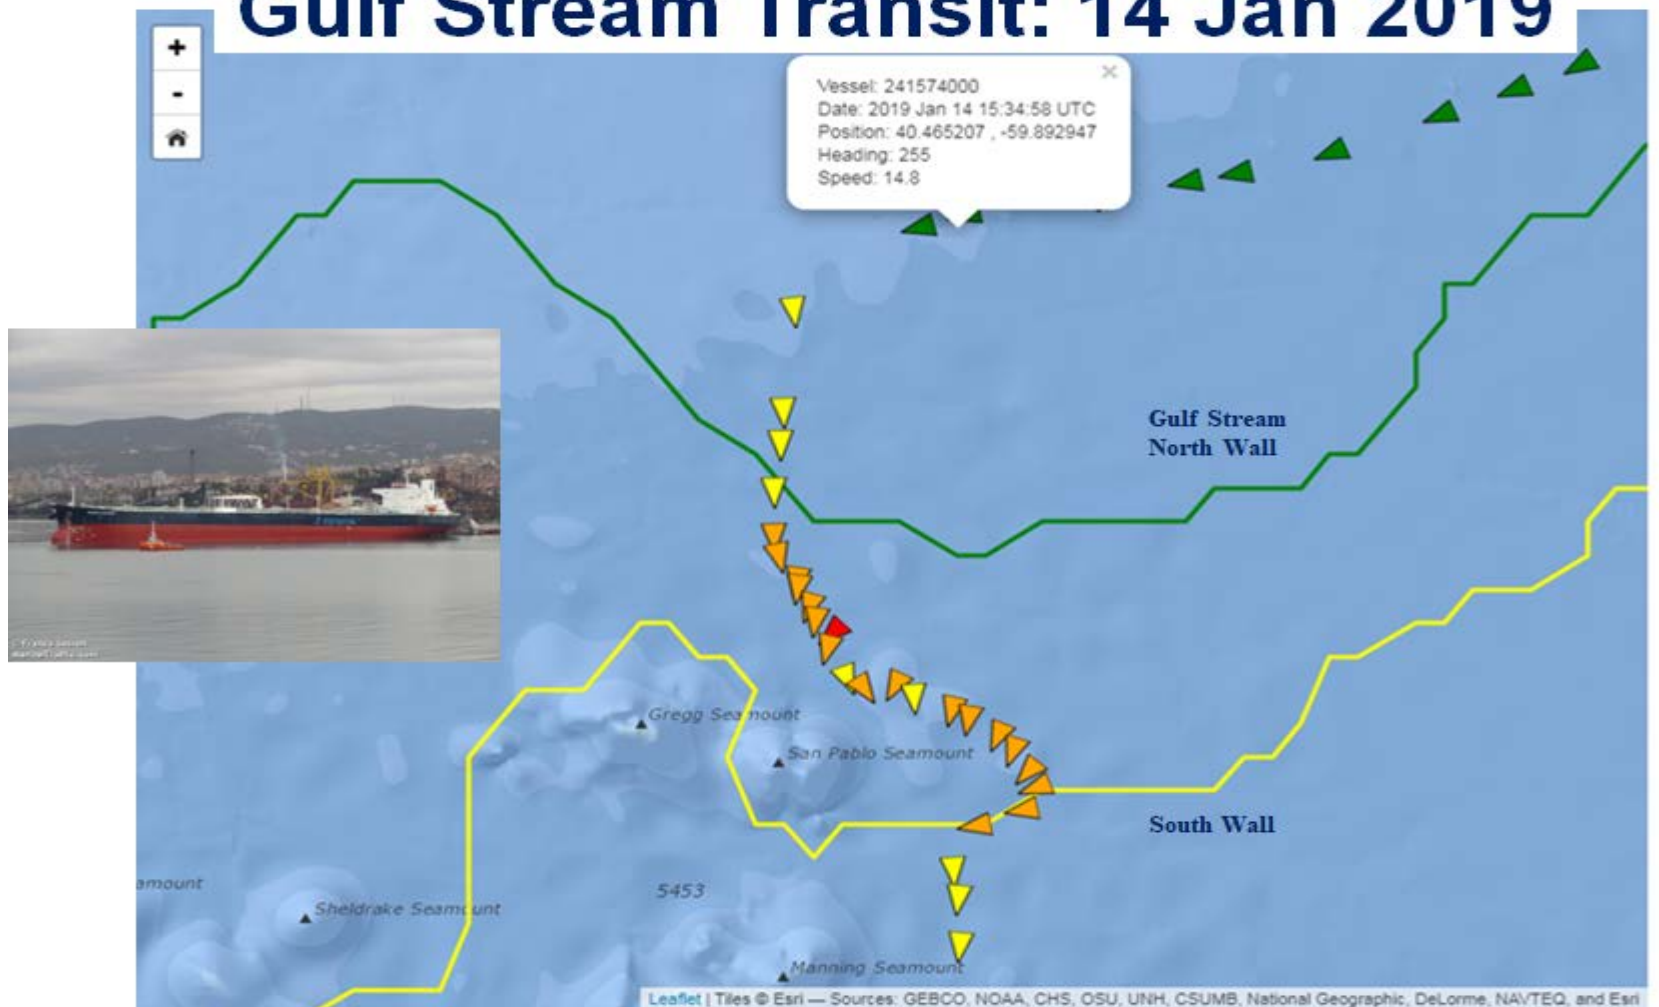 Gulf Stream Transit: 14 Jan 2019
+
-
×
Vessel: 241574000
Date: 2019 Jan 14 15:34:58 UTC
Position: 40.465207 , -59.892947
Heading: 255
Speed: 14.8
Gulf Stream
North Wall
Gregg Seamount
San Pablo Seamount
South Wall
amount
5453
Sheldrake Seamount
Manning Seamount
Leaflet | Tiles © Esri — Sources: GEBCO, NOAA, CHS, OSU, UNH, CSUMB, National Geographic, DeLorme, NAVTEQ, and Esri